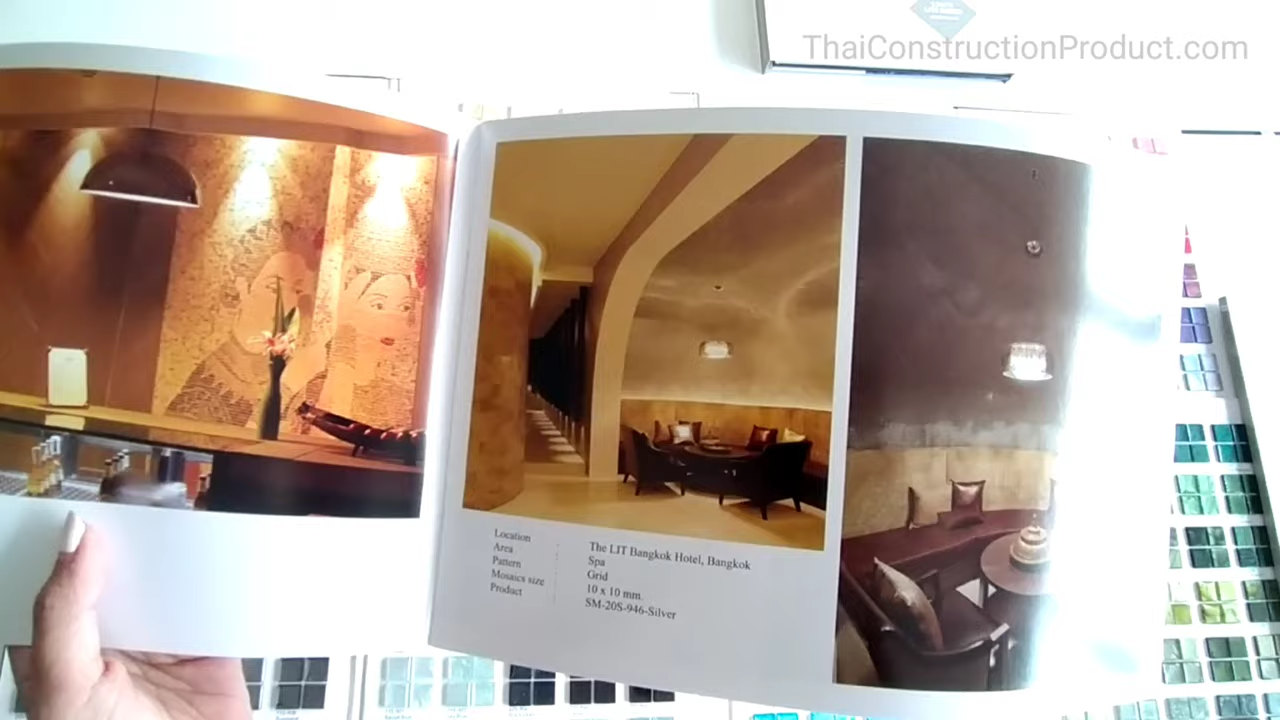 ThaiConstructionProduct.com
Location The LIT Bangkok Hotel, Bangkok
Area Spa
Pattern Grid
Mosaics size 10 x 10 mm.
Product SM-20S-946-Silver